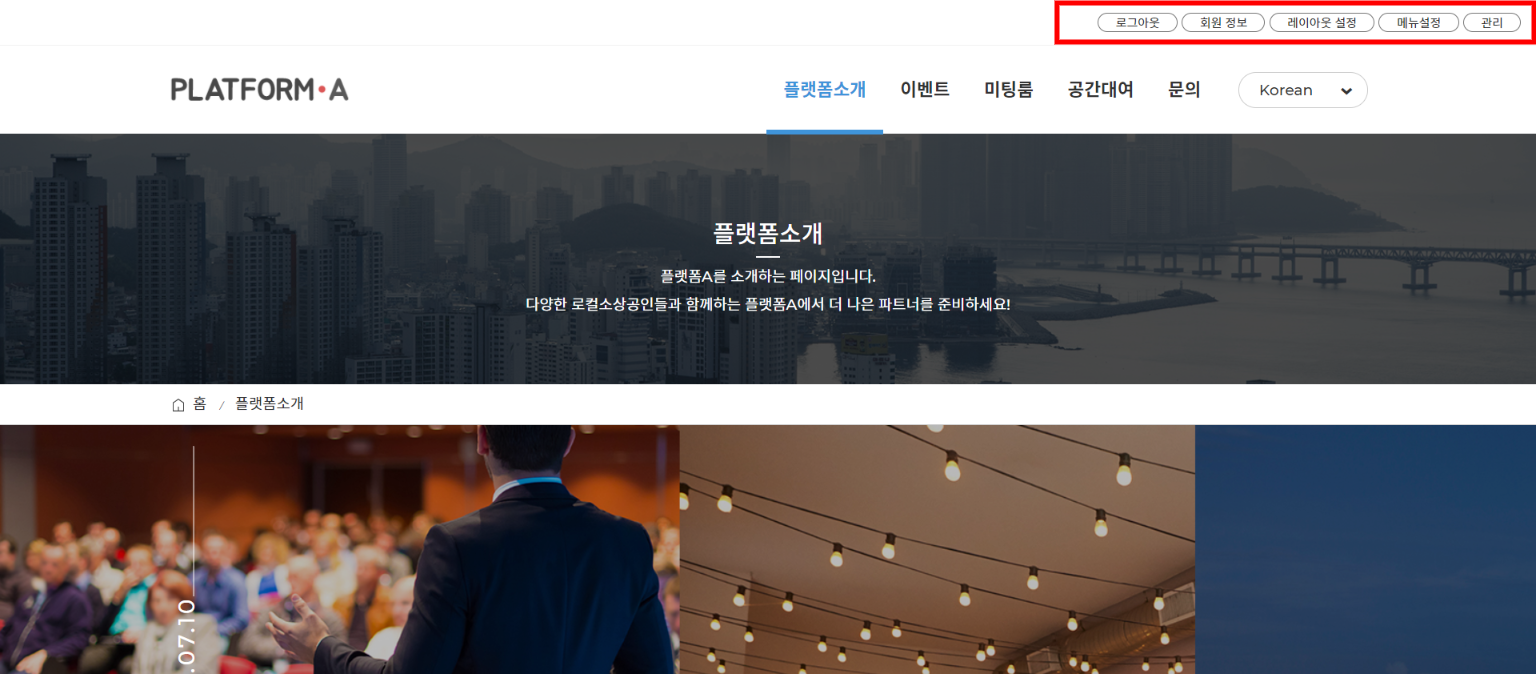 로그아웃 회원 정보 레이아웃 설정 메뉴설정 관리
PLATFORM·A 플랫폼소개 이벤트 미팅룸 공간대여 문의 Korean
플랫폼소개
플랫폼A를 소개하는 페이지입니다.
다양한 로컬소상공인들과 함께하는 플랫폼A에서 더 나은 파트너를 준비하세요!
홈 / 플랫폼소개
.07.10